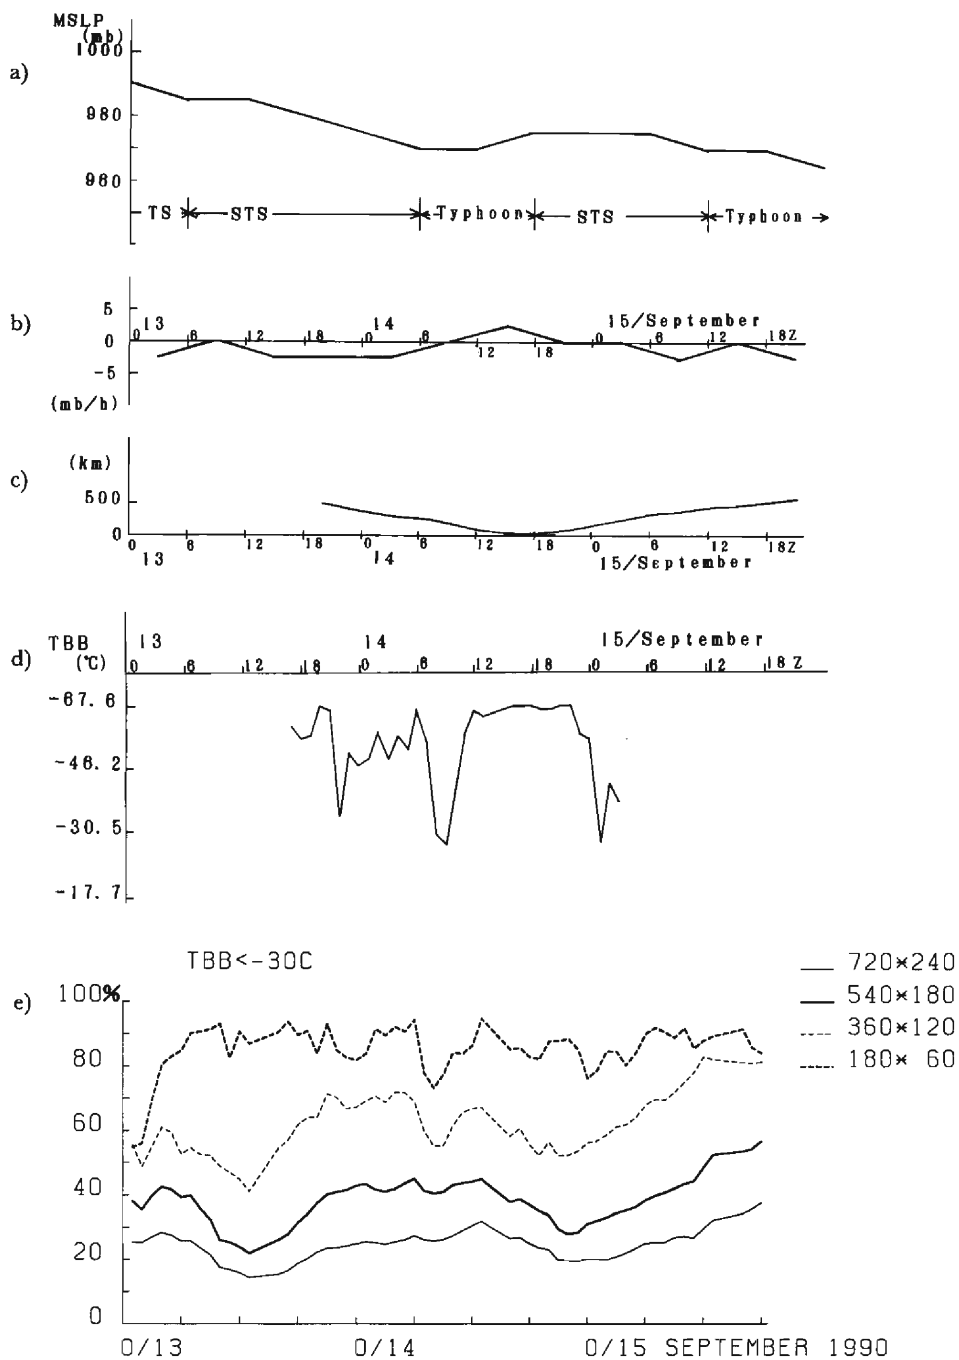 MSLP
(mb)
1000
a)
980
960
TS STS Typhoon STS Typhoon
5
b)
13 14 15/September
0 6 12 18 0 6 12 18 0 6 12 18Z
0
-5
(mb/h)
(km)
c)
500
0
0 6 12 18 0 6 12 18 0 6 12 18Z
13 14 15/September
TBB
(℃)
d)
13 14 15/September
0 6 12 18 0 6 12 18 0 6 12 18Z
-67.6
-46.2
-30.5
-17.7
TBB<-30C
720*240
540*180
360*120
180* 60
e)
100%
80
60
40
20
0
0/13 0/14 0/15 SEPTEMBER 1990